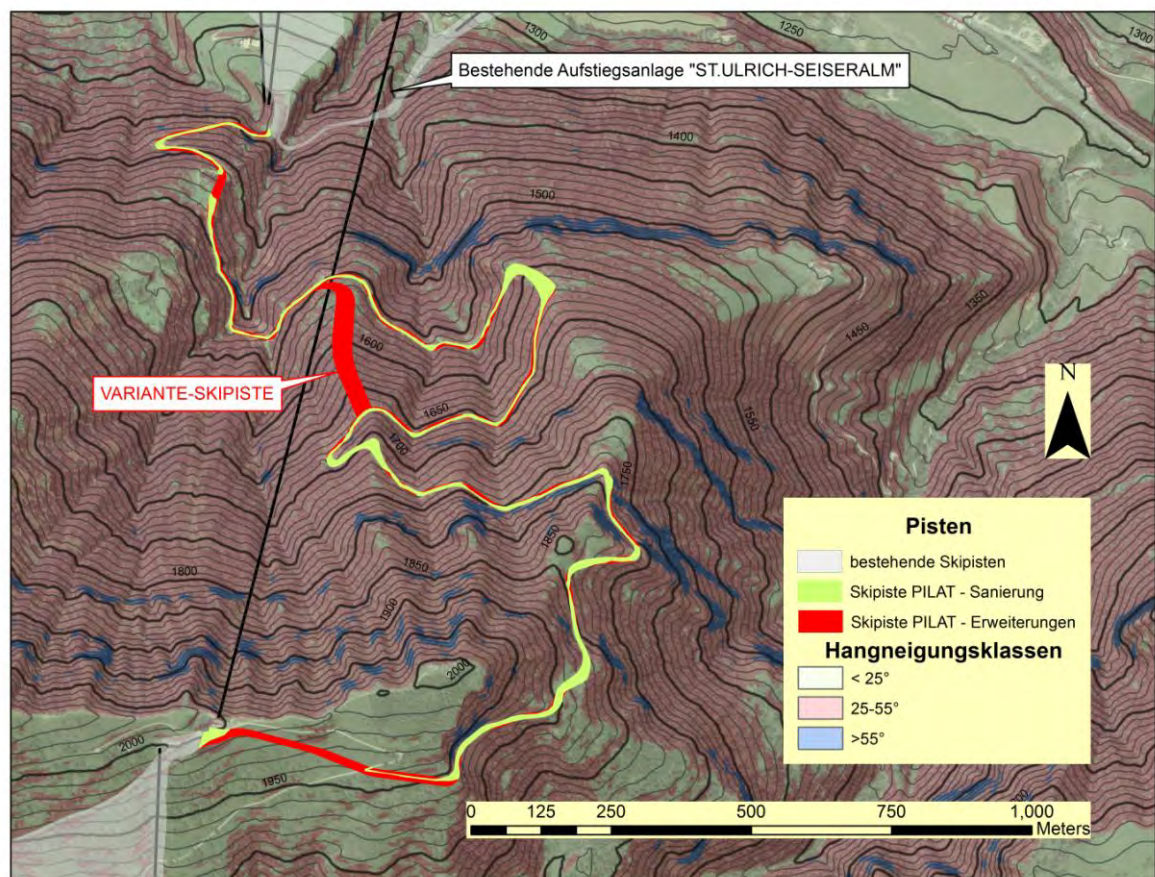 1250
1300
1300
Bestehende Aufstiegsanlage "ST.ULRICH-SEISERALM"
1400
1500
1350
1450
1600
VARIANTE-SKIPISTE
1650
1550
N
1700
1750
1850
1800
1850
1900
2000
2000
1950
Pisten
bestehende Skipisten
Skipiste PILAT - Sanierung
Skipiste PILAT - Erweiterungen
Hangneigungsklassen
< 25°
25-55°
>55°
0 125 250 500 750 1,000
Meters